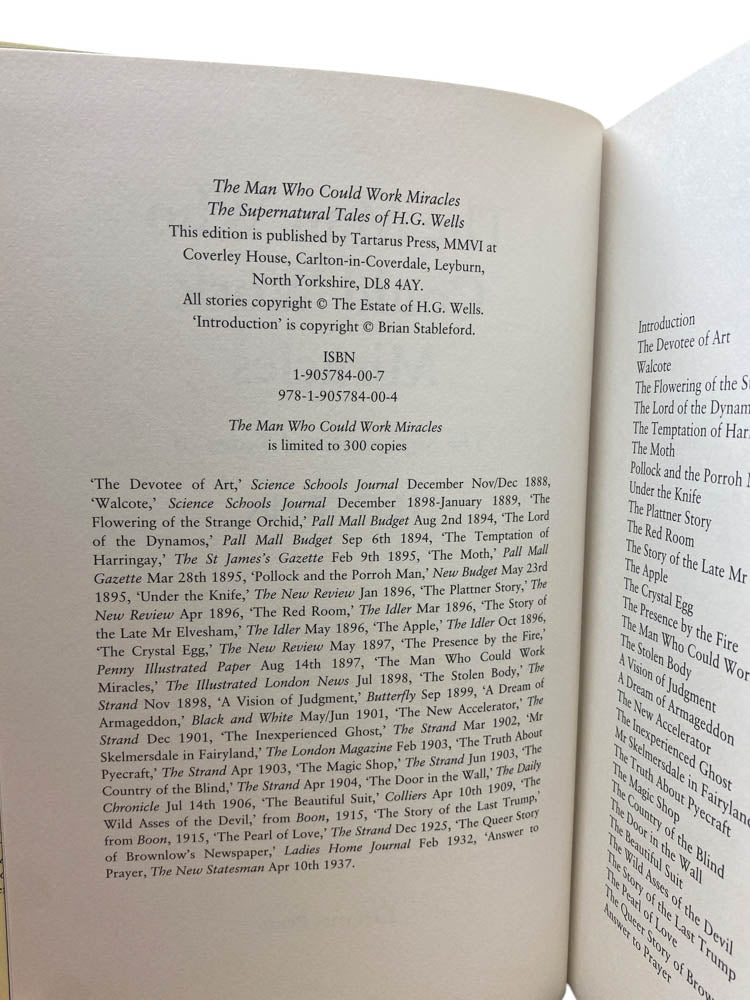 The Man Who Could Work Miracles
The Supernatural Tales of H.G. Wells
This edition is published by Tartarus Press, MMVI at
Coverley House, Carlton-in-Coverdale, Leyburn,
North Yorkshire, DL8 4AY.
All stories copyright © The Estate of H.G. Wells.
‘Introduction’ is copyright © Brian Stableford.
ISBN
1-905784-00-7
978-1-905784-00-4
The Man Who Could Work Miracles
is limited to 300 copies
‘The Devotee of Art,’ Science Schools Journal December Nov/Dec 1888,
‘Walcote,’ Science Schools Journal December 1898-January 1889, ‘The
Flowering of the Strange Orchid,’ Pall Mall Budget Aug 2nd 1894, ‘The Lord
of the Dynamos,’ Pall Mall Budget Sep 6th 1894, ‘The Temptation of
Harringay,’ The St James’s Gazette Feb 9th 1895, ‘The Moth,’ Pall Mall
Gazette Mar 28th 1895, ‘Pollock and the Porroh Man,’ New Budget May 23rd
1895, ‘Under the Knife,’ The New Review Jan 1896, ‘The Plattner Story,’ The
New Review Apr 1896, ‘The Red Room,’ The Idler Mar 1896, ‘The Story of
the Late Mr Elvesham,’ The Idler May 1896, ‘The Apple,’ The Idler Oct 1896,
‘The Crystal Egg,’ The New Review May 1897, ‘The Presence by the Fire,’
Penny Illustrated Paper Aug 14th 1897, ‘The Man Who Could Work
Miracles,’ The Illustrated London News Jul 1898, ‘The Stolen Body,’ The
Strand Nov 1898, ‘A Vision of Judgment,’ Butterfly Sep 1899, ‘A Dream of
Armageddon,’ Black and White May/Jun 1901, ‘The New Accelerator,’ The
Strand Dec 1901, ‘The Inexperienced Ghost,’ The Strand Mar 1902, ‘Mr
Skelmersdale in Fairyland,’ The London Magazine Feb 1903, ‘The Truth About
Pyecraft,’ The Strand Apr 1903, ‘The Magic Shop,’ The Strand Jun 1903, ‘The
Country of the Blind,’ The Strand Apr 1904, ‘The Door in the Wall,’ The Daily
Chronicle Jul 14th 1906, ‘The Beautiful Suit,’ Colliers Apr 10th 1909, ‘The
Wild Asses of the Devil,’ from Boon, 1915, ‘The Story of the Last Trump,’
from Boon, 1915, ‘The Pearl of Love,’ The Strand Dec 1925, ‘The Queer Story
of Brownlow’s Newspaper,’ Ladies Home Journal Feb 1932, ‘Answer to
Prayer, The New Statesman Apr 10th 1937.
Introduction
The Devotee of Art
Walcote
The Flowering of the S
The Lord of the Dynam
The Temptation of Har
The Moth
Pollock and the Porroh M
Under the Knife
The Plattner Story
The Red Room
The Story of the Late Mr
The Apple
The Crystal Egg
The Presence by the Fire
The Man Who Could Wor
The Stolen Body
A Vision of Judgment
A Dream of Armageddon
The New Accelerator
The Inexperienced Ghost
Mr Skelmersdale in Fairyland
The Truth About Pyecraft
The Magic Shop
The Country of the Blind
The Door in the Wall
The Beautiful Suit
The Wild Asses of the Devil
The Story of the Last Trump
The Pearl of Love
The Queer Story of Brown
Answer to Prayer